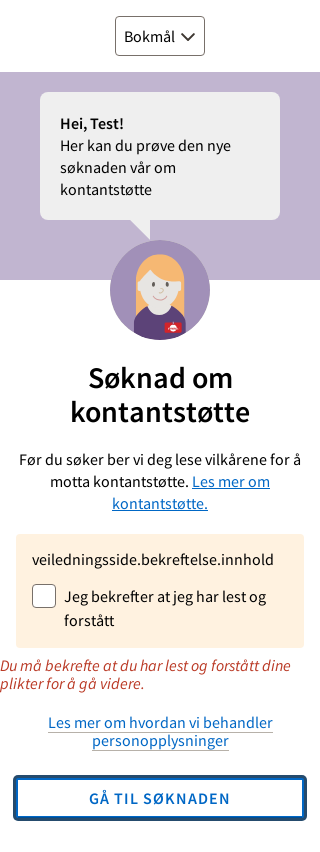 Bokmål
Hei, Test!
Her kan du prøve den nye
søknaden vår om
kontantstøtte
Søknad om
kontantstøtte
Før du søker ber vi deg lese vilkårene for å
motta kontantstøtte. Les mer om
kontantstøtte.
veiledningsside.bekreftelse.innhold
Jeg bekrefter at jeg har lest og
forstått
Du må bekrefte at du har lest og forstått dine
plikter for å gå videre.
Les mer om hvordan vi behandler
personopplysninger
GÅ TIL SØKNADEN